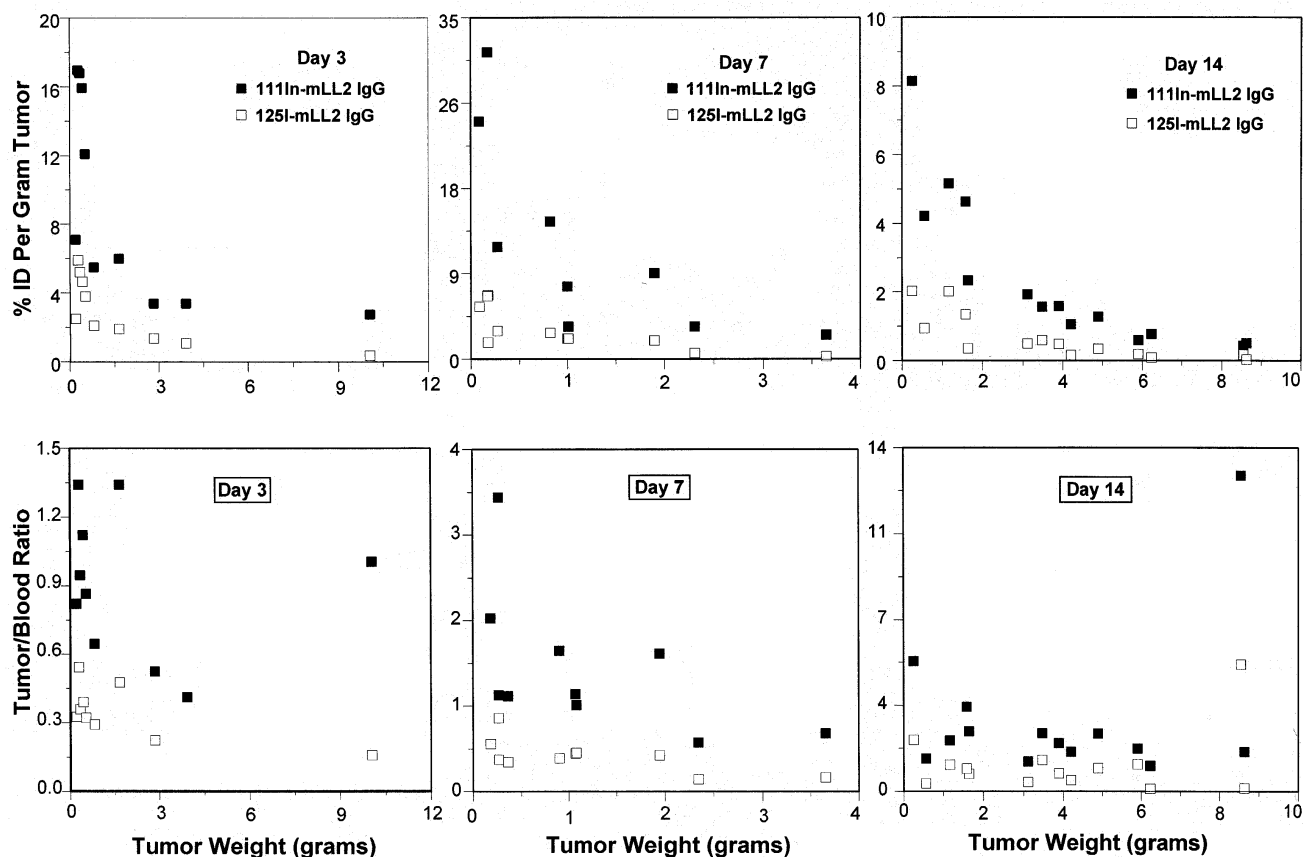 % ID Per Gram Tumor
20
16
12
8
4
0
Day 3
111In-mLL2 IgG
125I-mLL2 IgG
0 3 6 9 12
35
26
18
9
0
Day 7
111In-mLL2 IgG
125I-mLL2 IgG
0 1 2 3 4
10
8
6
4
2
0
Day 14
111In-mLL2 IgG
125I-mLL2 IgG
0 2 4 6 8 10
Tumor/Blood Ratio
1.5
1.2
0.9
0.6
0.3
0.0
Day 3
0 3 6 9 12
Tumor Weight (grams)
4
3
2
1
0
Day 7
0 1 2 3 4
Tumor Weight (grams)
14
11
7
4
0
Day 14
0 2 4 6 8 10
Tumor Weight (grams)